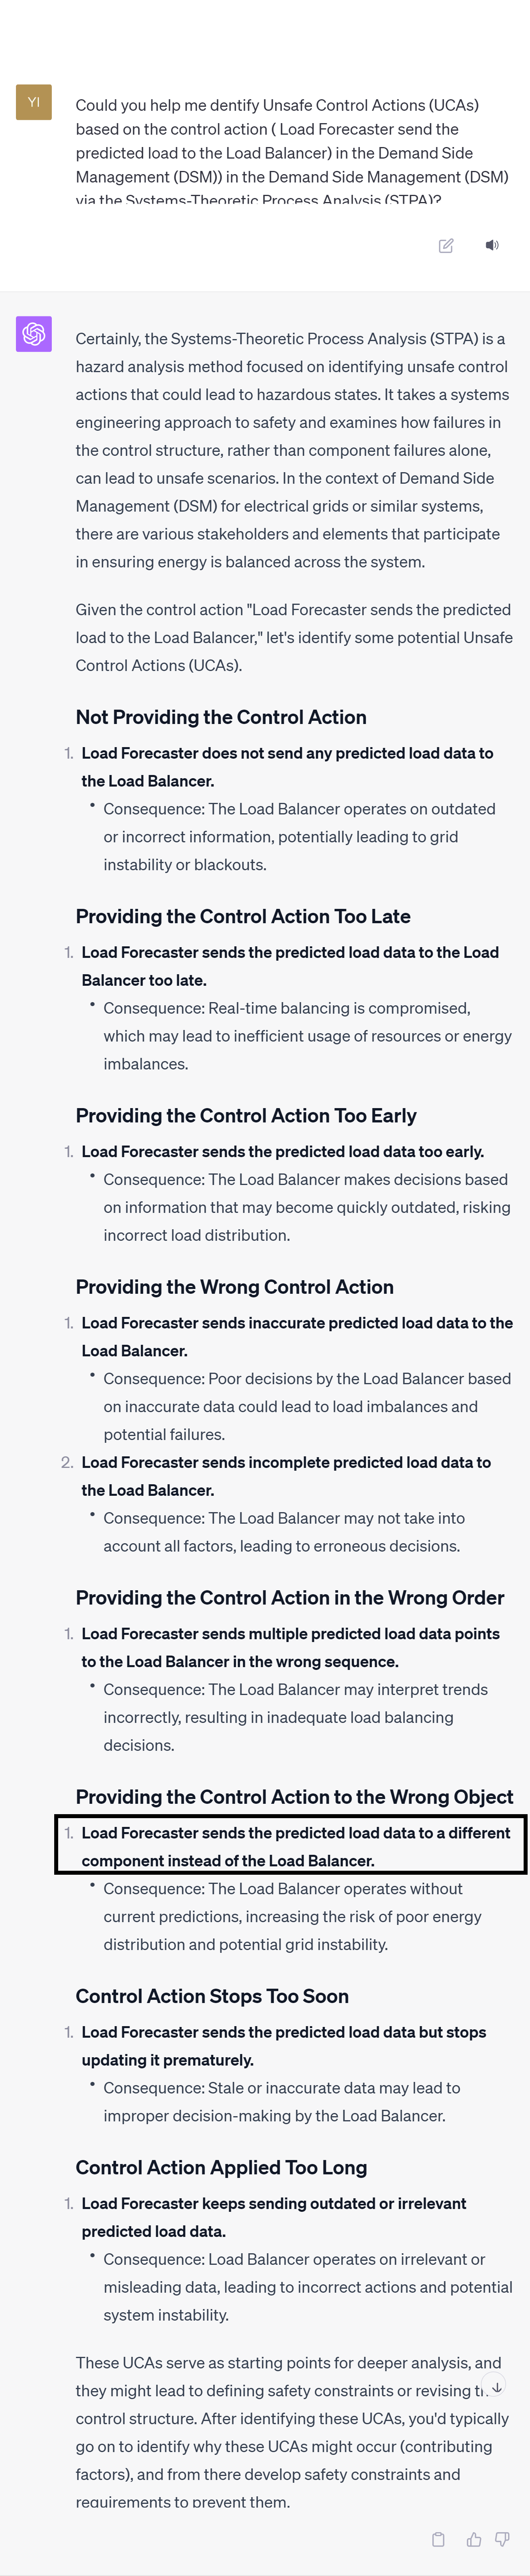 YI
Could you help me dentify Unsafe Control Actions (UCAs)
based on the control action ( Load Forecaster send the
predicted load to the Load Balancer) in the Demand Side
Management (DSM)) in the Demand Side Management (DSM)
via the Systems-Theoretic Process Analysis (STPA)?
Certainly, the Systems-Theoretic Process Analysis (STPA) is a
hazard analysis method focused on identifying unsafe control
actions that could lead to hazardous states. It takes a systems
engineering approach to safety and examines how failures in
the control structure, rather than component failures alone,
can lead to unsafe scenarios. In the context of Demand Side
Management (DSM) for electrical grids or similar systems,
there are various stakeholders and elements that participate
in ensuring energy is balanced across the system.
Given the control action "Load Forecaster sends the predicted
load to the Load Balancer," let's identify some potential Unsafe
Control Actions (UCAs).
Not Providing the Control Action
1. Load Forecaster does not send any predicted load data to
the Load Balancer.
• Consequence: The Load Balancer operates on outdated
or incorrect information, potentially leading to grid
instability or blackouts.
Providing the Control Action Too Late
1. Load Forecaster sends the predicted load data to the Load
Balancer too late.
• Consequence: Real-time balancing is compromised,
which may lead to inefficient usage of resources or energy
imbalances.
Providing the Control Action Too Early
1. Load Forecaster sends the predicted load data too early.
• Consequence: The Load Balancer makes decisions based
on information that may become quickly outdated, risking
incorrect load distribution.
Providing the Wrong Control Action
1. Load Forecaster sends inaccurate predicted load data to the
Load Balancer.
• Consequence: Poor decisions by the Load Balancer based
on inaccurate data could lead to load imbalances and
potential failures.
2. Load Forecaster sends incomplete predicted load data to
the Load Balancer.
• Consequence: The Load Balancer may not take into
account all factors, leading to erroneous decisions.
Providing the Control Action in the Wrong Order
1. Load Forecaster sends multiple predicted load data points
to the Load Balancer in the wrong sequence.
• Consequence: The Load Balancer may interpret trends
incorrectly, resulting in inadequate load balancing
decisions.
Providing the Control Action to the Wrong Object
1. Load Forecaster sends the predicted load data to a different
component instead of the Load Balancer.
• Consequence: The Load Balancer operates without
current predictions, increasing the risk of poor energy
distribution and potential grid instability.
Control Action Stops Too Soon
1. Load Forecaster sends the predicted load data but stops
updating it prematurely.
• Consequence: Stale or inaccurate data may lead to
improper decision-making by the Load Balancer.
Control Action Applied Too Long
1. Load Forecaster keeps sending outdated or irrelevant
predicted load data.
• Consequence: Load Balancer operates on irrelevant or
misleading data, leading to incorrect actions and potential
system instability.
These UCAs serve as starting points for deeper analysis, and
they might lead to defining safety constraints or revising the
control structure. After identifying these UCAs, you'd typically
go on to identify why these UCAs might occur (contributing
factors), and from there develop safety constraints and
requirements to prevent them.